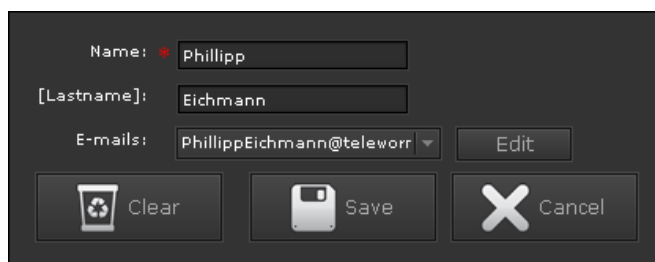 Name: * Phillipp
[Lastname]: Eichmann
E-mails: PhillippEichmann@teleworr Edit
Clear Save Cancel